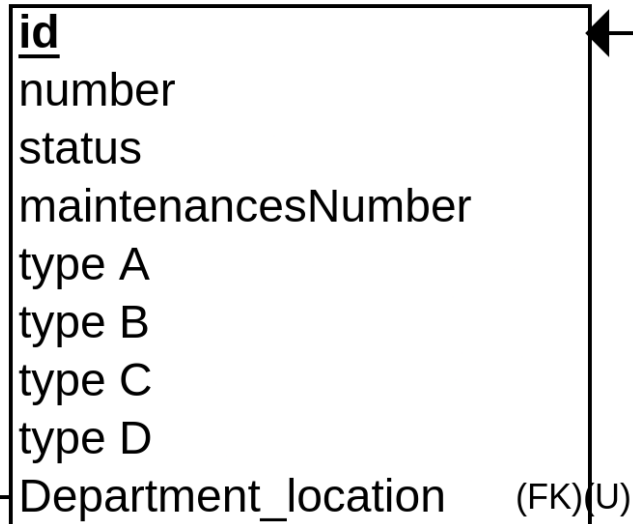 id
number
status
maintenancesNumber
type A
type B
type C
type D
Department_location (FK)(U)